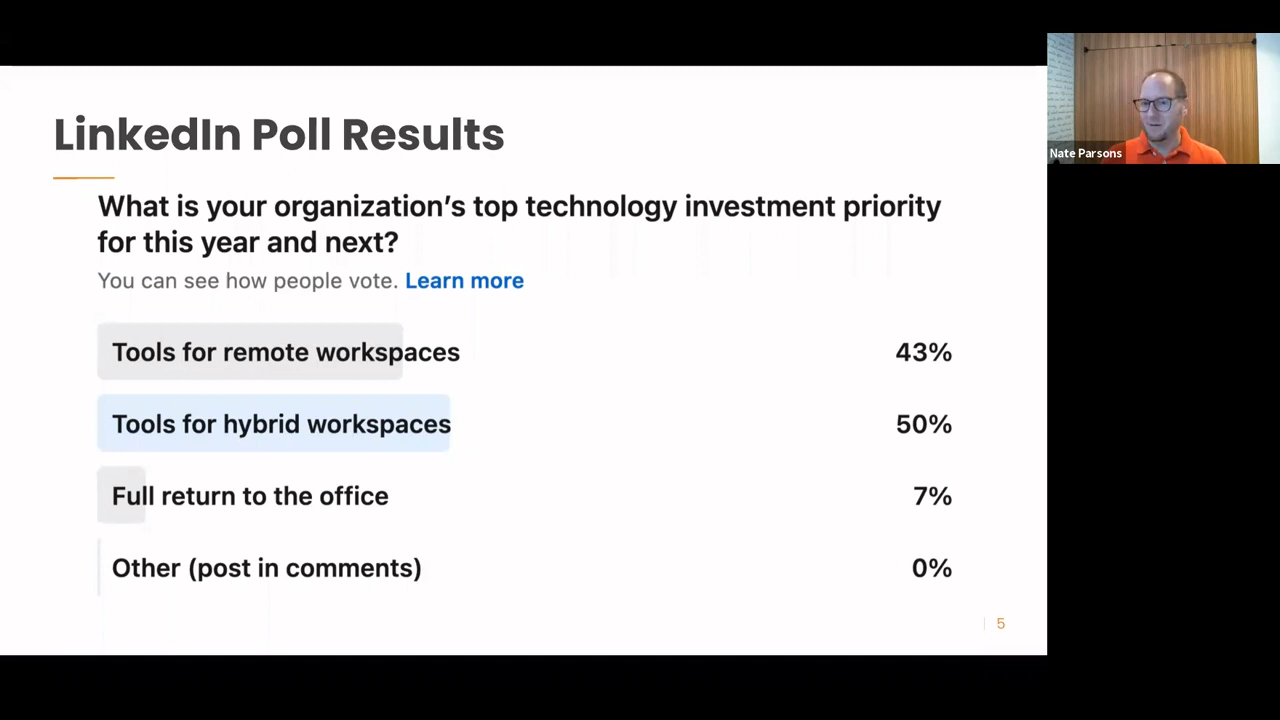 LinkedIn Poll Results
What is your organization's top technology investment priority
for this year and next?
You can see how people vote. Learn more
Tools for remote workspaces 43%
Tools for hybrid workspaces 50%
Full return to the office 7%
Other (post in comments) 0%
5
Nate Parsons